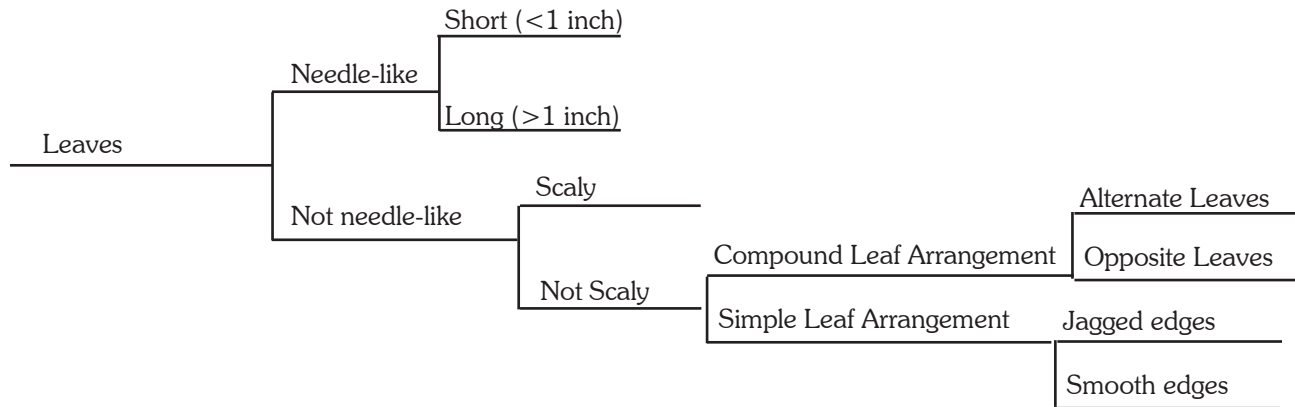 Short (<1 inch)
Needle-like
Long (>1 inch)
Leaves
Scaly
Alternate Leaves
Not needle-like
Compound Leaf Arrangement
Opposite Leaves
Not Scaly
Simple Leaf Arrangement
Jagged edges
Smooth edges